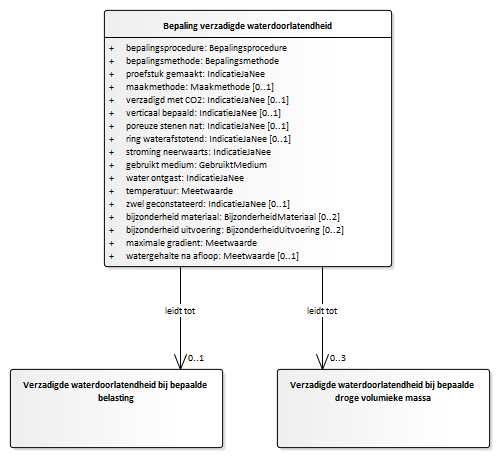 Bepaling verzadigde waterdoorlatendheid
+ bepalingsprocedure: Bepalingsprocedure
+ bepalingsmethode: Bepalingsmethode
+ proefstuk gemaakt: IndicatieJaNee
+ maakmethode: Maakmethode [0..1]
+ verzadigd met CO2: IndicatieJaNee [0..1]
+ verticaal bepaald: IndicatieJaNee [0..1]
+ poreuze stenen nat: IndicatieJaNee [0..1]
+ ring waterafstotend: IndicatieJaNee [0..1]
+ stroming neerwaarts: IndicatieJaNee
+ gebruikt medium: GebruiktMedium
+ water ontgast: IndicatieJaNee
+ temperatuur: Meetwaarde
+ zwel geconstateerd: IndicatieJaNee [0..1]
+ bijzonderheid materiaal: BijzonderheidMateriaal [0..2]
+ bijzonderheid uitvoering: BijzonderheidUitvoering [0..2]
+ maximale gradient: Meetwaarde
+ watergehalte na afloop: Meetwaarde [0..1]
leidt tot
leidt tot
0..1
0..3
Verzadigde waterdoorlatendheid bij bepaalde
belasting
Verzadigde waterdoorlatendheid bij bepaalde
droge volumieke massa